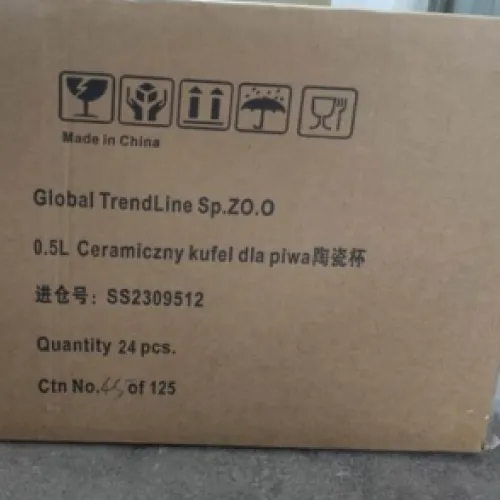 Made in China
Global TrendLine Sp.ZO.O
0.5L Ceramiczny kufel dla piwa陶瓷杯
进仓号：SS2309512
Quantity 24 pcs.
Ctn No.45 of 125